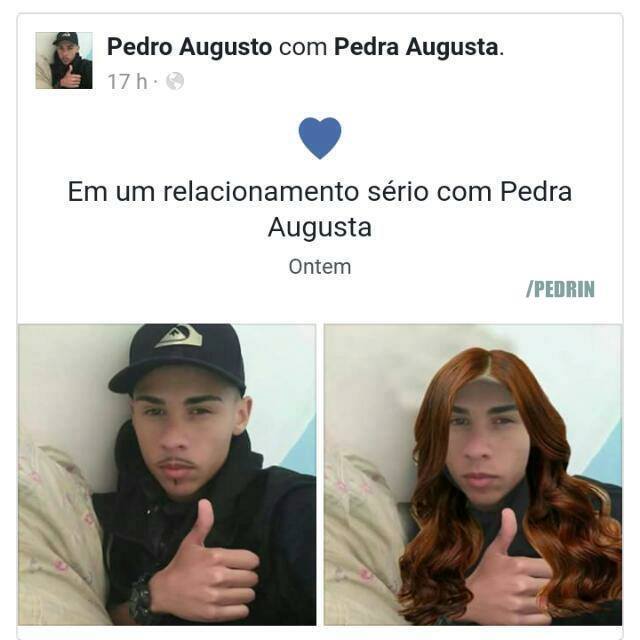 Pedro Augusto com Pedra Augusta.
17 h ·
Em um relacionamento sério com Pedra
Augusta
Ontem
/PEDRIN